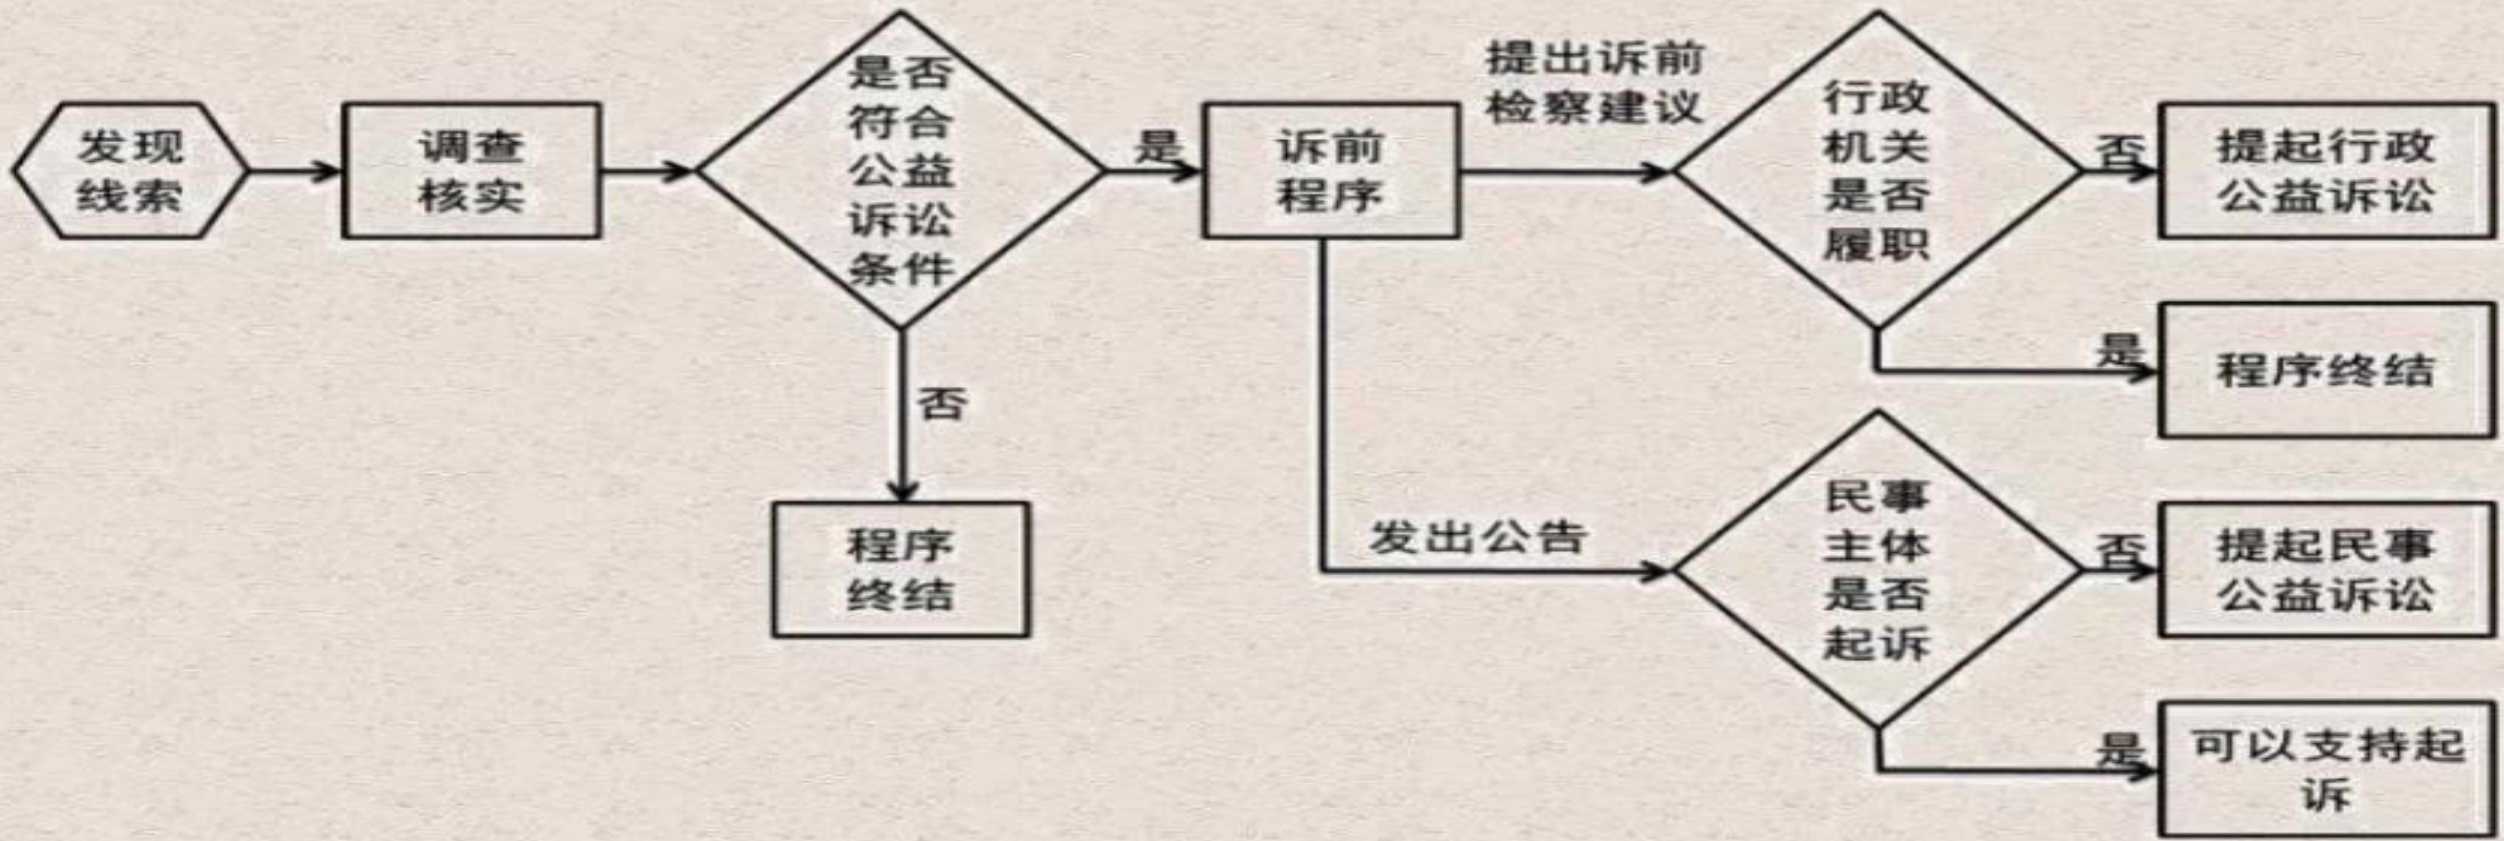 发现
线索
调查
核实
是否
符合
公益
诉讼
条件
是
否
程序
终结
诉前
程序
提出诉前
检察建议
行政
机关
是否
履职
否
提起行政
公益诉讼
是
程序终结
发出公告
民事
主体
是否
起诉
否
提起民事
公益诉讼
是
可以支持起
诉